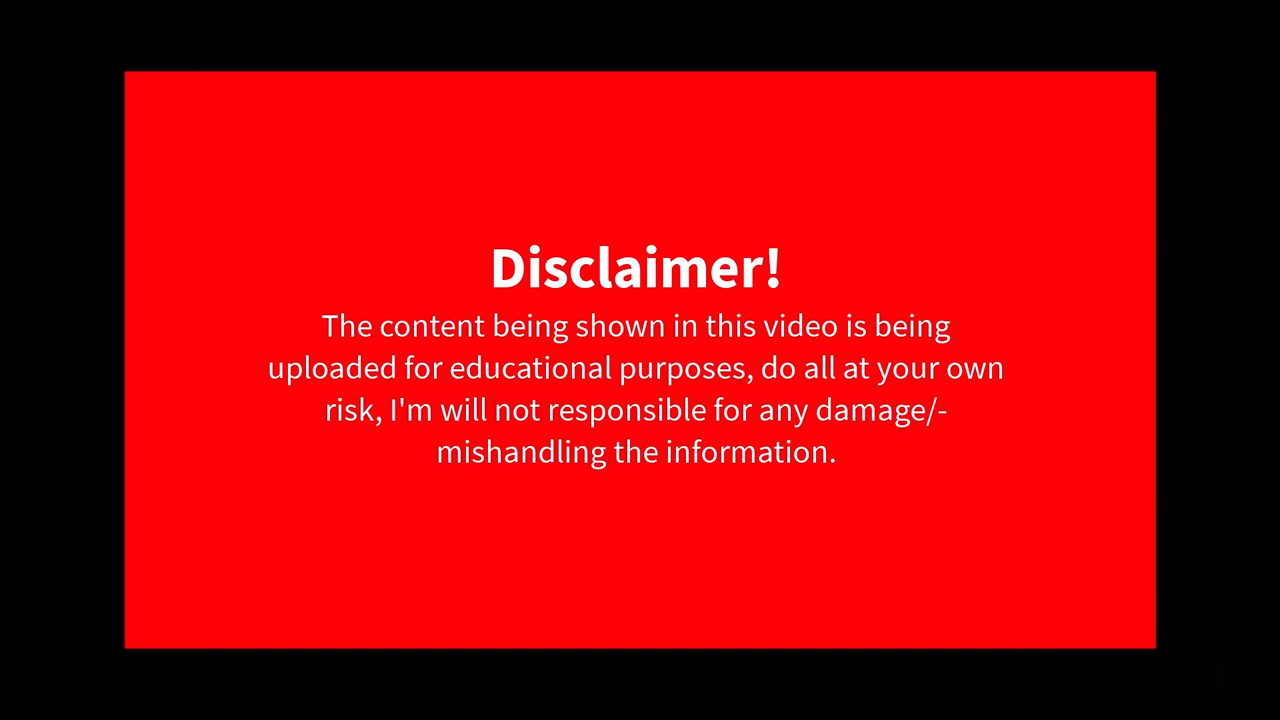 Disclaimer!
The content being shown in this video is being
uploaded for educational purposes, do all at your own
risk, I'm will not responsible for any damage/-
mishandling the information.